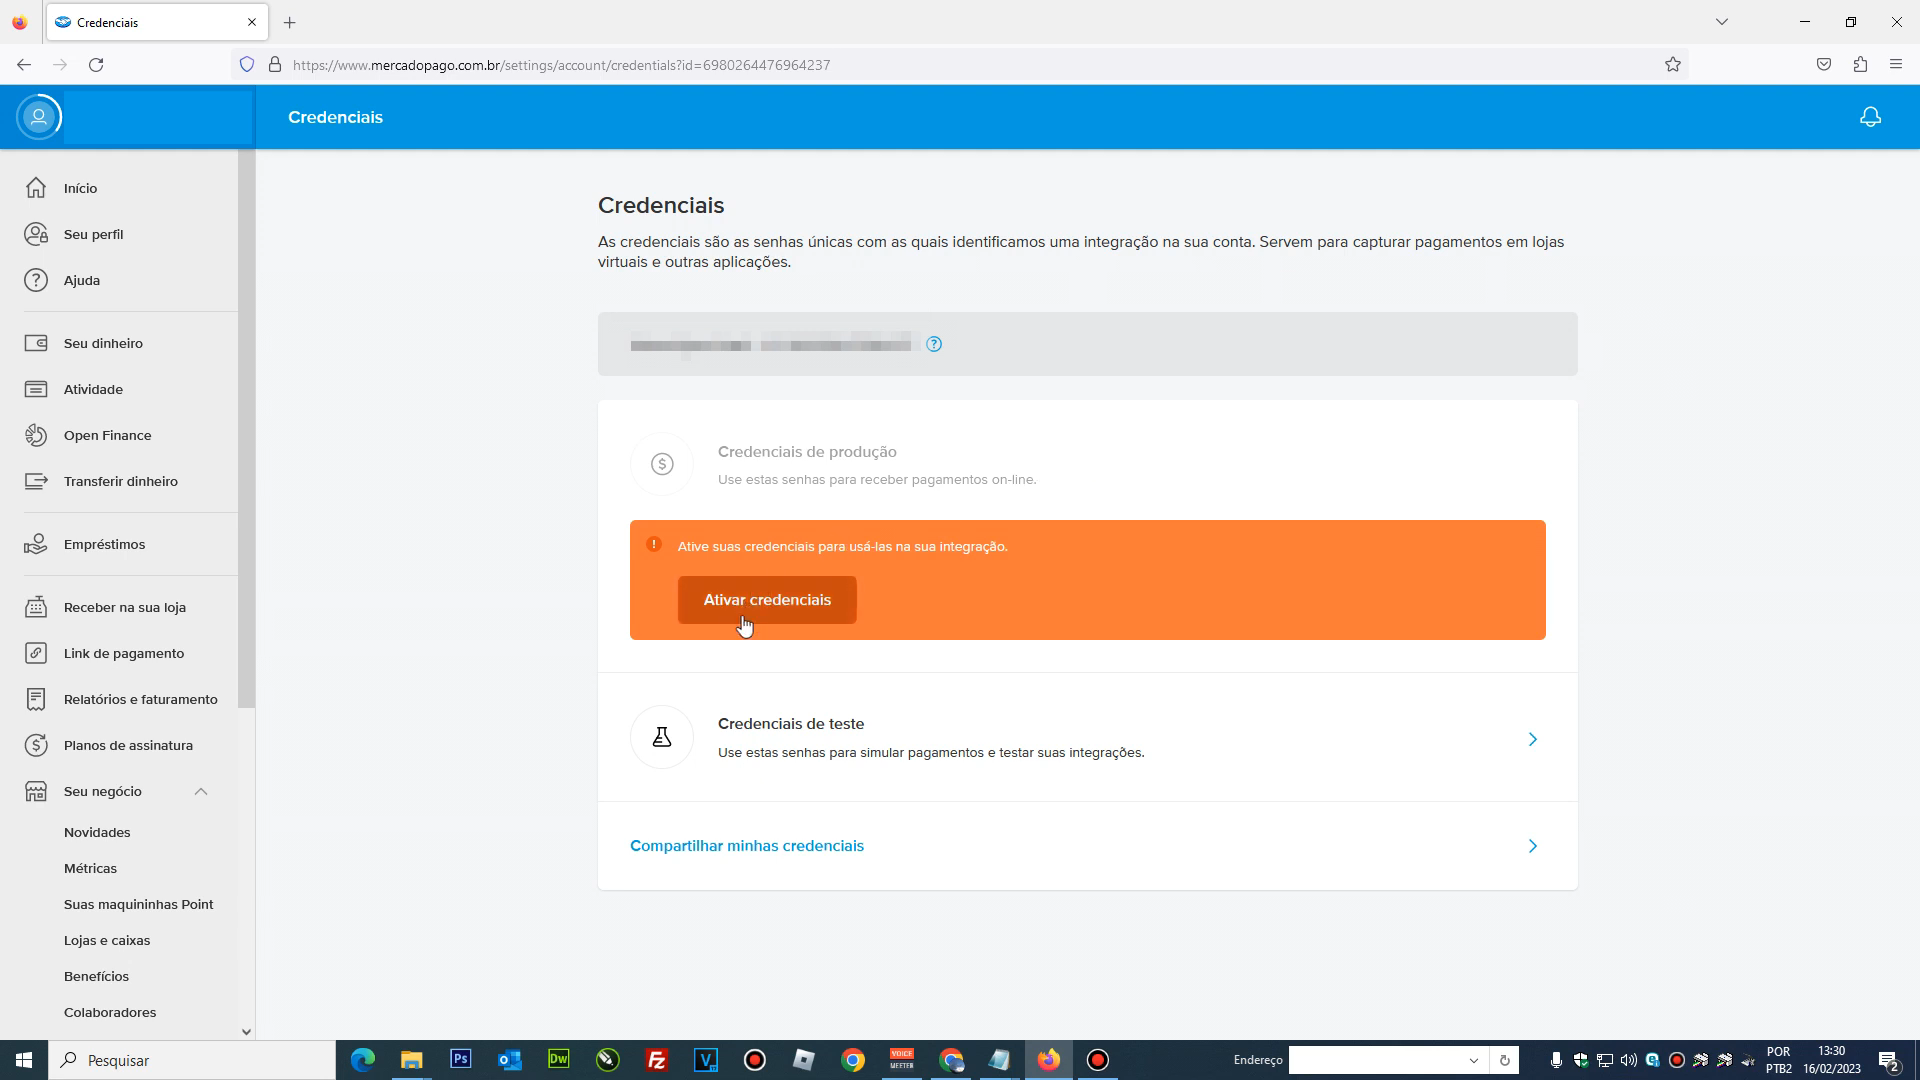 Credenciais
https://www.mercadopago.com.br/settings/account/credentials?id=6980264476964237
Credenciais
Início
Seu perfil
Ajuda
Seu dinheiro
Atividade
Open Finance
Transferir dinheiro
Empréstimos
Receber na sua loja
Link de pagamento
Relatórios e faturamento
Planos de assinatura
Seu negócio
Novidades
Métricas
Suas maquininhas Point
Lojas e caixas
Benefícios
Colaboradores
Credenciais
As credenciais são as senhas únicas com as quais identificamos uma integração na sua conta. Servem para capturar pagamentos em lojas
virtuais e outras aplicações.
Credenciais de produção
Use estas senhas para receber pagamentos on-line.
Ative suas credenciais para usá-las na sua integração.
Ativar credenciais
Credenciais de teste
Use estas senhas para simular pagamentos e testar suas integrações.
Compartilhar minhas credenciais
Pesquisar
Ps
Dw
Fz
V
VOICE
MEETER
Endereço
POR
PTB2
13:30
16/02/2023
2